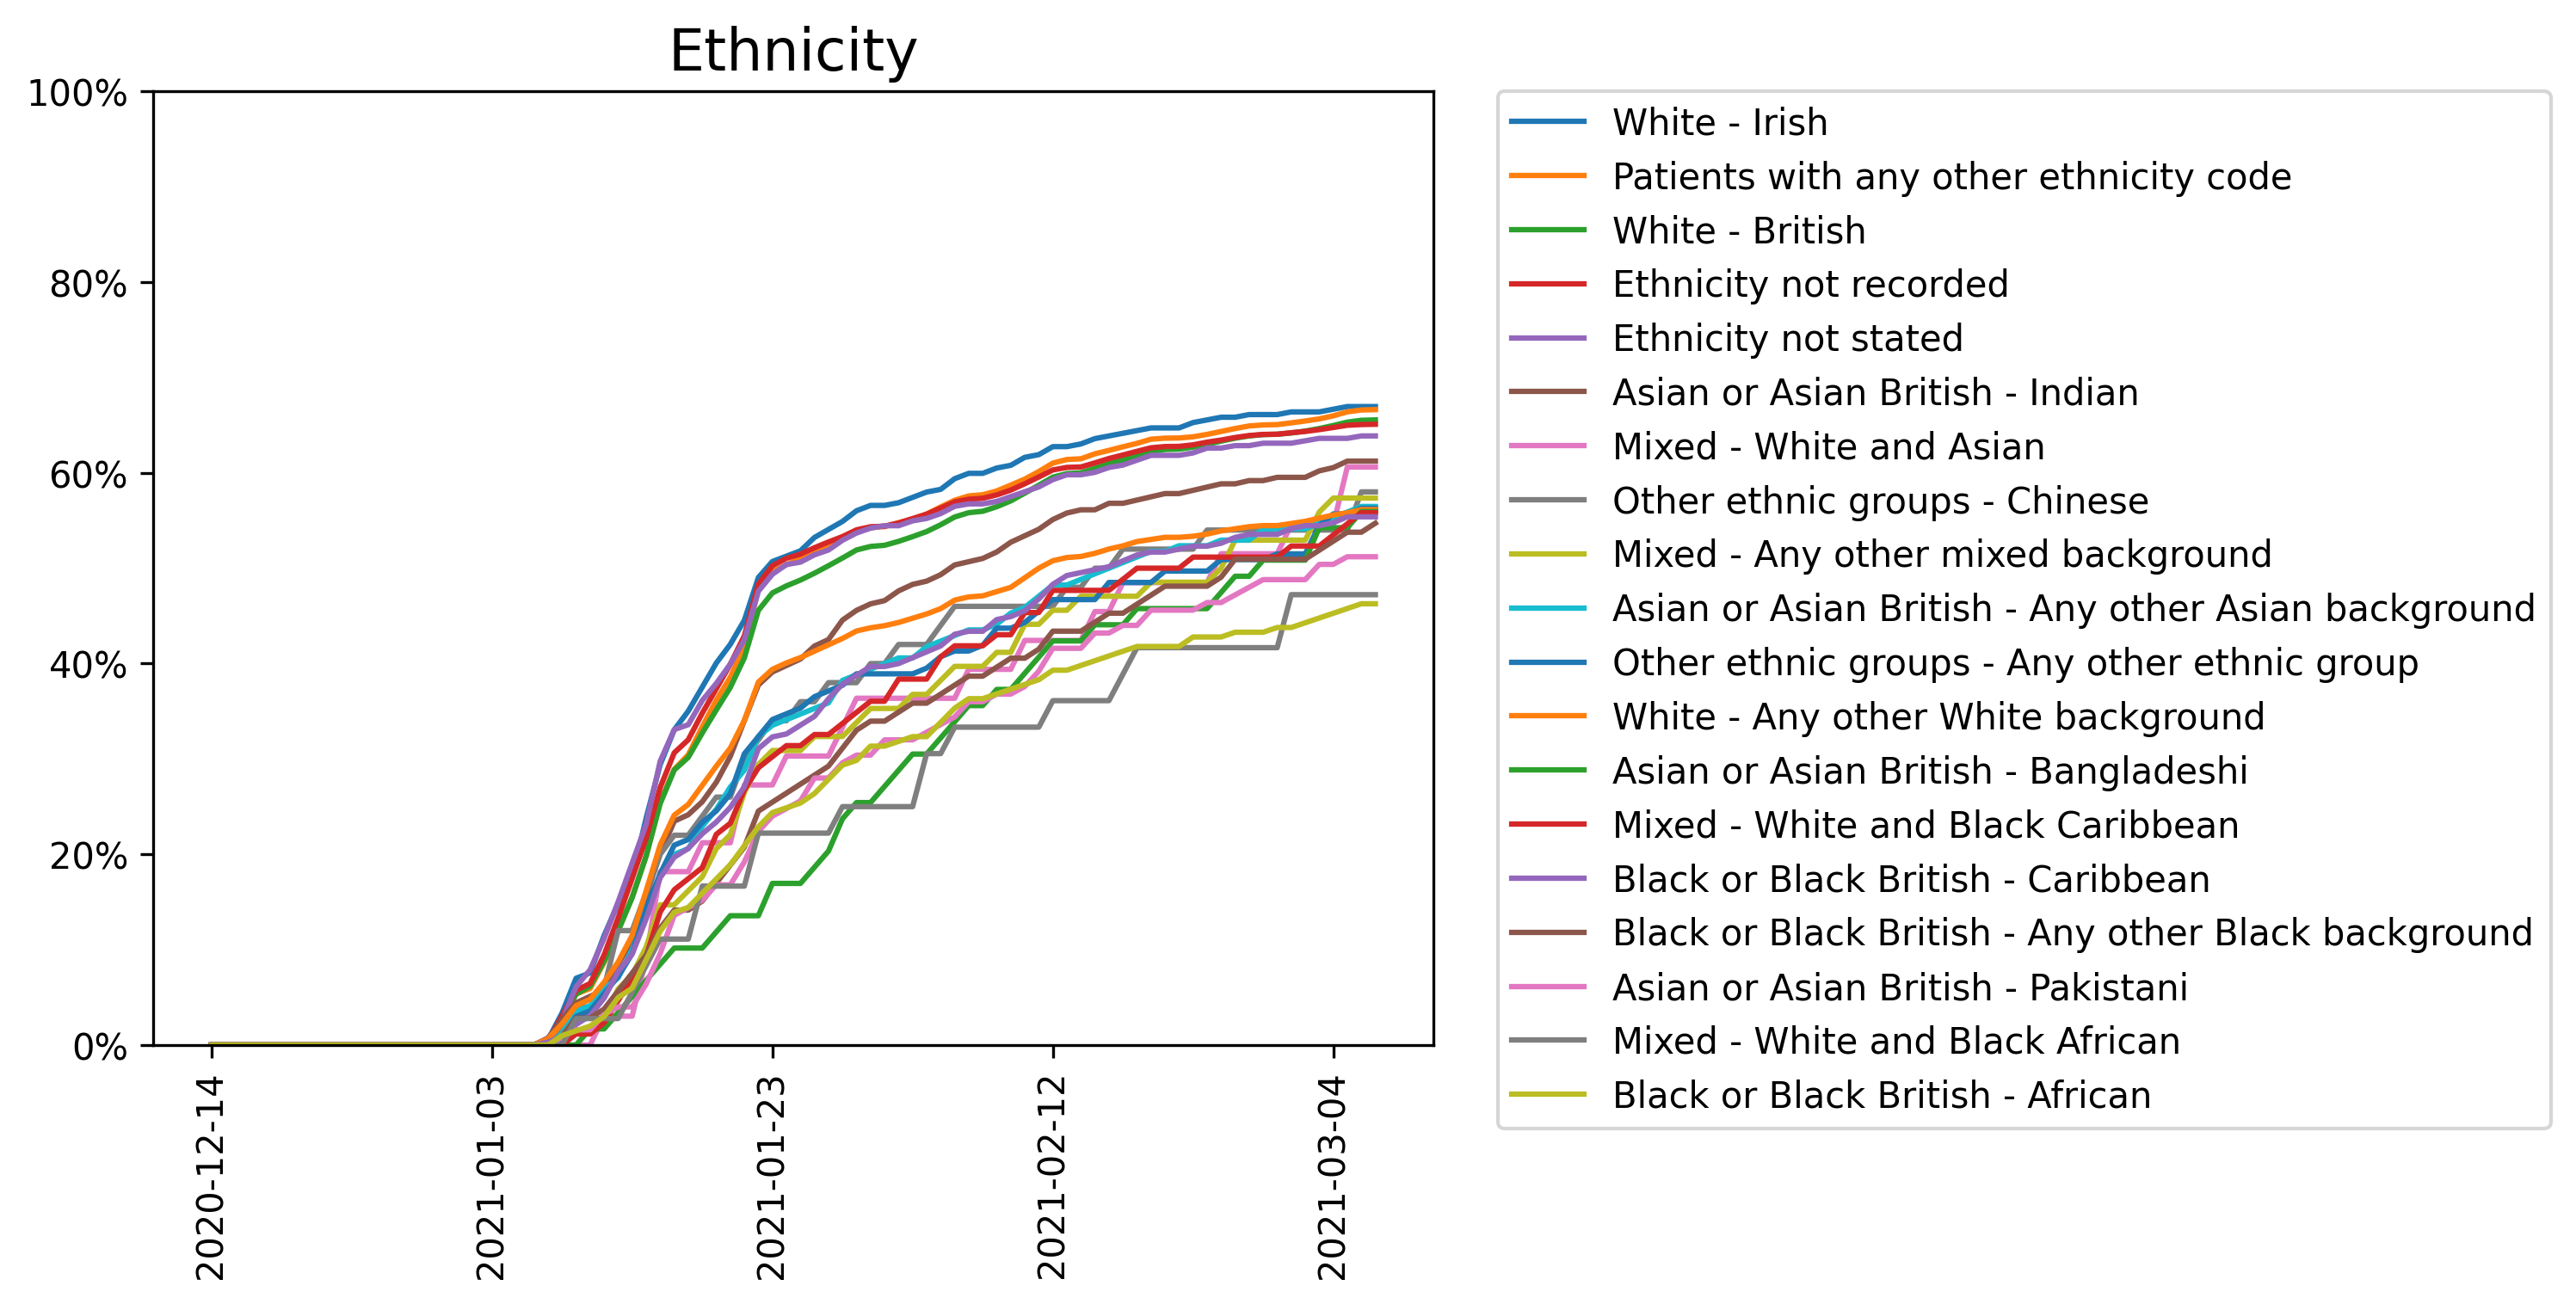 Ethnicity
100%
80%
60%
40%
20%
0%
2020-12-14
2021-01-03
2021-01-23
2021-02-12
2021-03-04
White - Irish
Patients with any other ethnicity code
White - British
Ethnicity not recorded
Ethnicity not stated
Asian or Asian British - Indian
Mixed - White and Asian
Other ethnic groups - Chinese
Mixed - Any other mixed background
Asian or Asian British - Any other Asian background
Other ethnic groups - Any other ethnic group
White - Any other White background
Asian or Asian British - Bangladeshi
Mixed - White and Black Caribbean
Black or Black British - Caribbean
Black or Black British - Any other Black background
Asian or Asian British - Pakistani
Mixed - White and Black African
Black or Black British - African